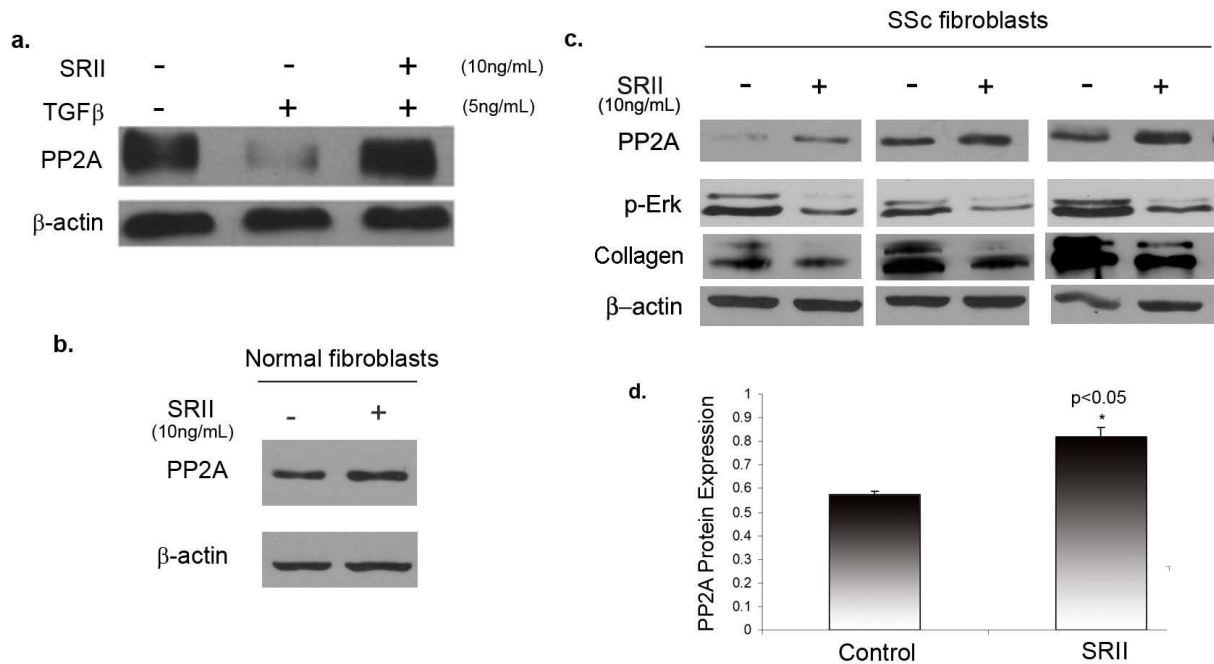 a.
SRII - - + (10ng/mL)
TGFβ - + + (5ng/mL)
PP2A
β-actin
b.
Normal fibroblasts
SRII - +
(10ng/mL)
PP2A
β-actin
c.
SSc fibroblasts
SRII - + - + - +
(10ng/mL)
PP2A
p-Erk
Collagen
β–actin
d.
PP2A Protein Expression
1
0.9
0.8
0.7
0.6
0.5
0.4
0.3
0.2
0.1
0
p<0.05
*
Control SRII